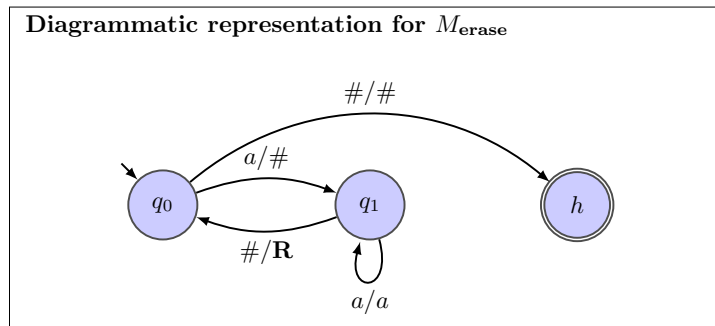 Diagrammatic representation for M_erase
#/#
a/#
q_0
q_1
h
#/R
a/a